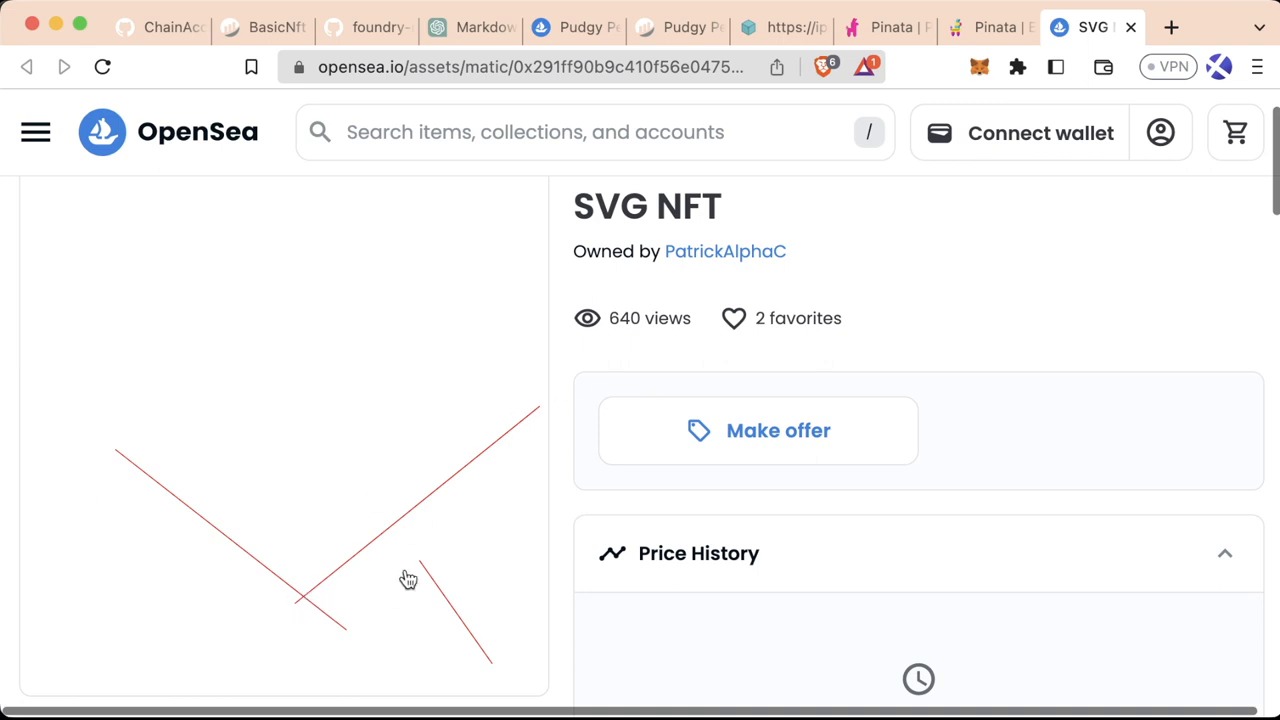 ChainAcc
BasicNft
foundry-
Markdow
Pudgy Pe
Pudgy Pe
https://ip
Pinata | P
Pinata | E
SVG
opensea.io/assets/matic/0x291ff90b9c410f56e0475...
6
1
VPN
OpenSea
Search items, collections, and accounts
/
Connect wallet
SVG NFT
Owned by PatrickAlphaC
640 views
2 favorites
Make offer
Price History